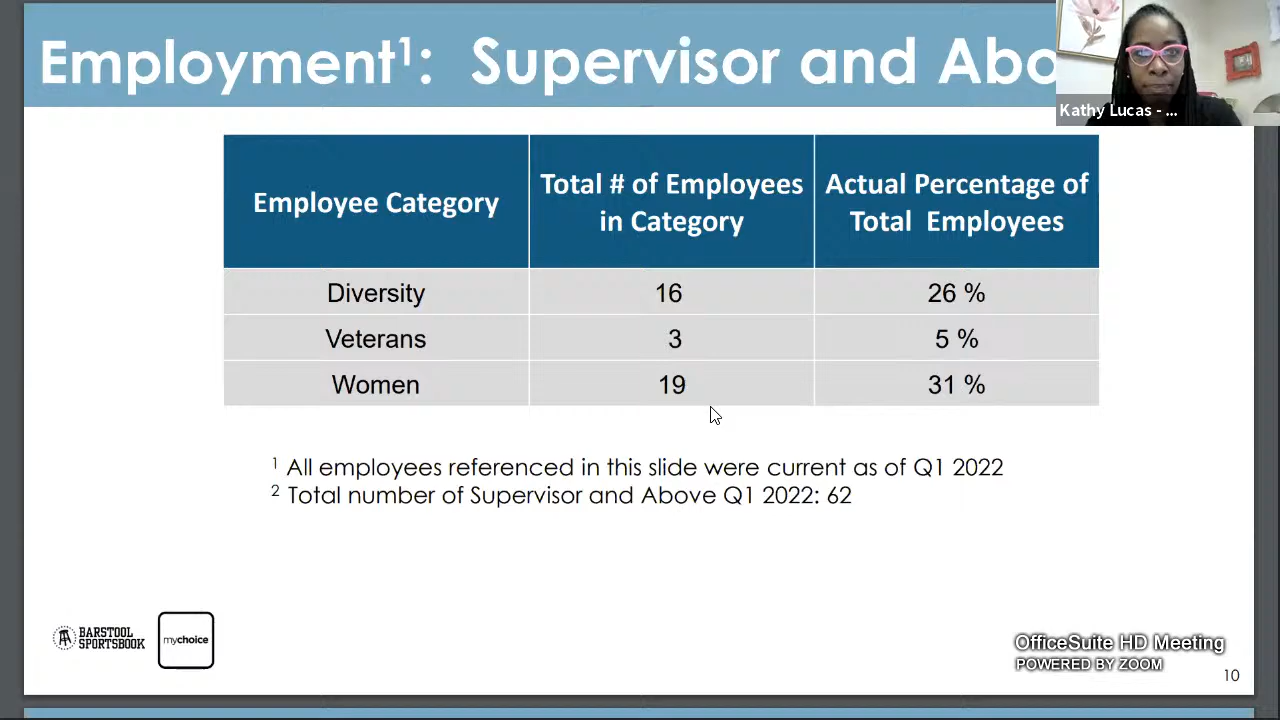 Employment¹: Supervisor and Abo
Kathy Lucas - ...
Employee Category
Total # of Employees
in Category
Actual Percentage of
Total Employees
Diversity 16 26 %
Veterans 3 5 %
Women 19 31 %
¹ All employees referenced in this slide were current as of Q1 2022
² Total number of Supervisor and Above Q1 2022: 62
BARSTOOL
SPORTSBOOK
mychoice
OfficeSuite HD Meeting
POWERED BY ZOOM
10